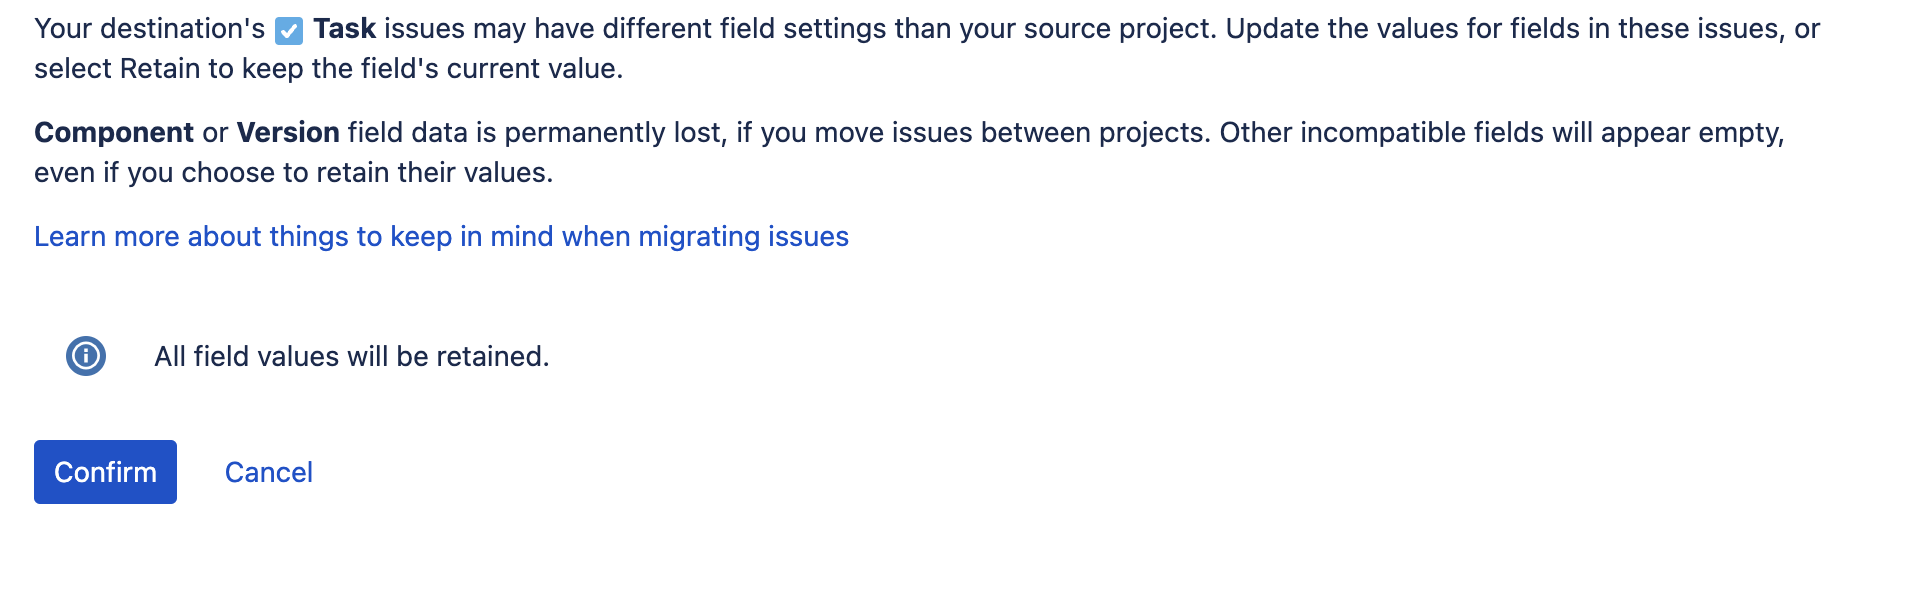 Your destination's Task issues may have different field settings than your source project. Update the values for fields in these issues, or
select Retain to keep the field's current value.
Component or Version field data is permanently lost, if you move issues between projects. Other incompatible fields will appear empty,
even if you choose to retain their values.
Learn more about things to keep in mind when migrating issues
All field values will be retained.
Confirm Cancel